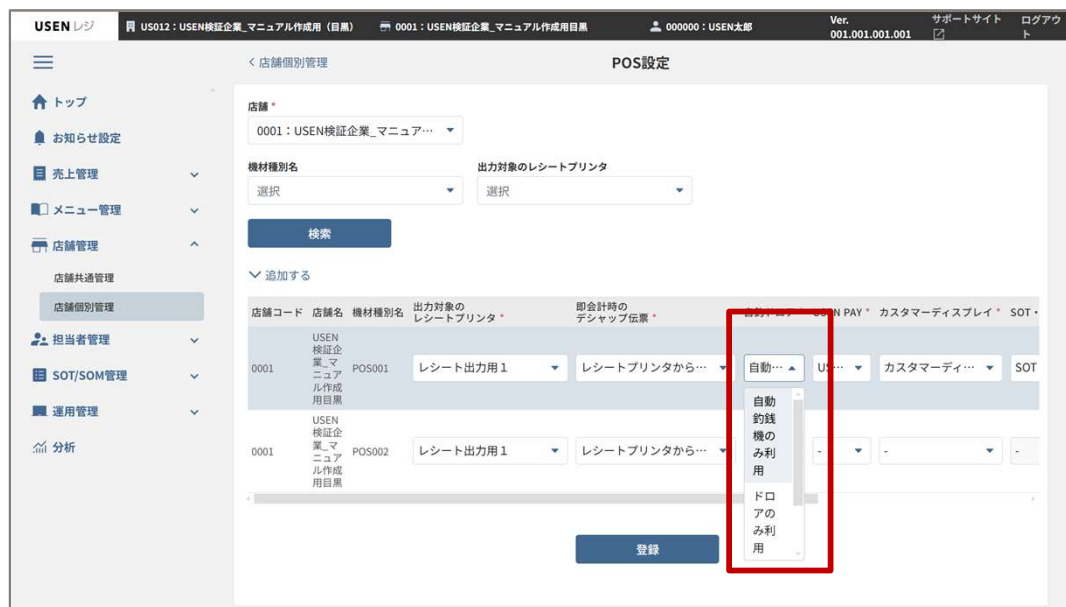 USEN レジ
US012：USEN検証企業_マニュアル作成用（目黒）
0001：USEN検証企業_マニュアル作成用目黒
000000：USEN太郎
Ver.
001.001.001.001
サポートサイト
ログアウ
ト
店舗個別管理
POS設定
トップ
お知らせ設定
売上管理
メニュー管理
店舗管理
店舗共通管理
店舗個別管理
担当者管理
SOT/SOM管理
運用管理
分析
店舗 *
0001：USEN検証企業_マニュア…
機材種別名
出力対象のレシートプリンタ
選択
選択
検索
追加する
店舗コード
店舗名
機材種別名
出力対象の
レシートプリンタ *
即会計時の
デシャップ伝票 *
PAY *
カスタマーディスプレイ *
SOT・
0001
USEN
検証企
業_マ
ニュア
ル作成
用目黒
POS001
レシート出力用１
レシートプリンタから…
自動…
US…
カスタマーディ…
SOT
自動
釣銭
機の
み利
用
ドロ
アの
み利
用
0001
USEN
検証企
業_マ
ニュア
ル作成
用目黒
POS002
レシート出力用１
レシートプリンタから…
-
-
-
登録